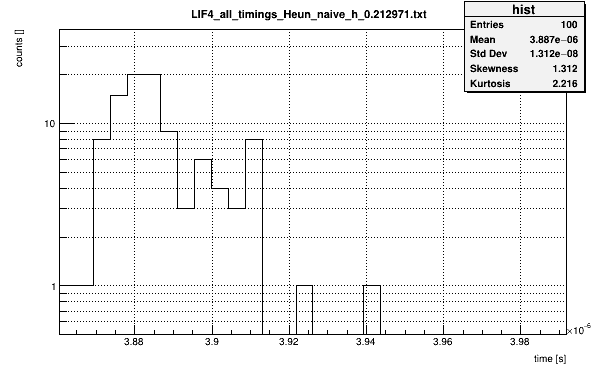 LIF4_all_timings_Heun_naive_h_0.212971.txt
hist
Entries 100
Mean 3.887e−06
Std Dev 1.312e−08
Skewness 1.312
Kurtosis 2.216
counts []
10
1
3.88 3.9 3.92 3.94 3.96 3.98
×10⁻⁶
time [s]